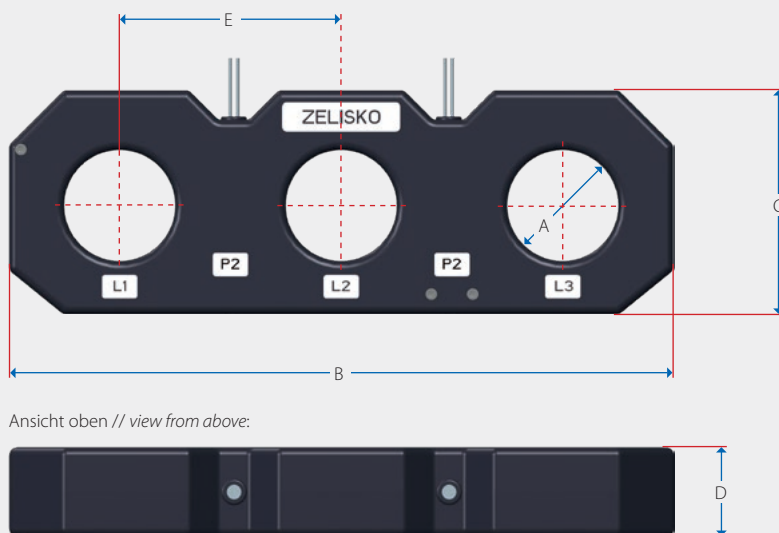 E
ZELISKO
A
C
P2
P2
L1
L2
L3
B
Ansicht oben // view from above:
D